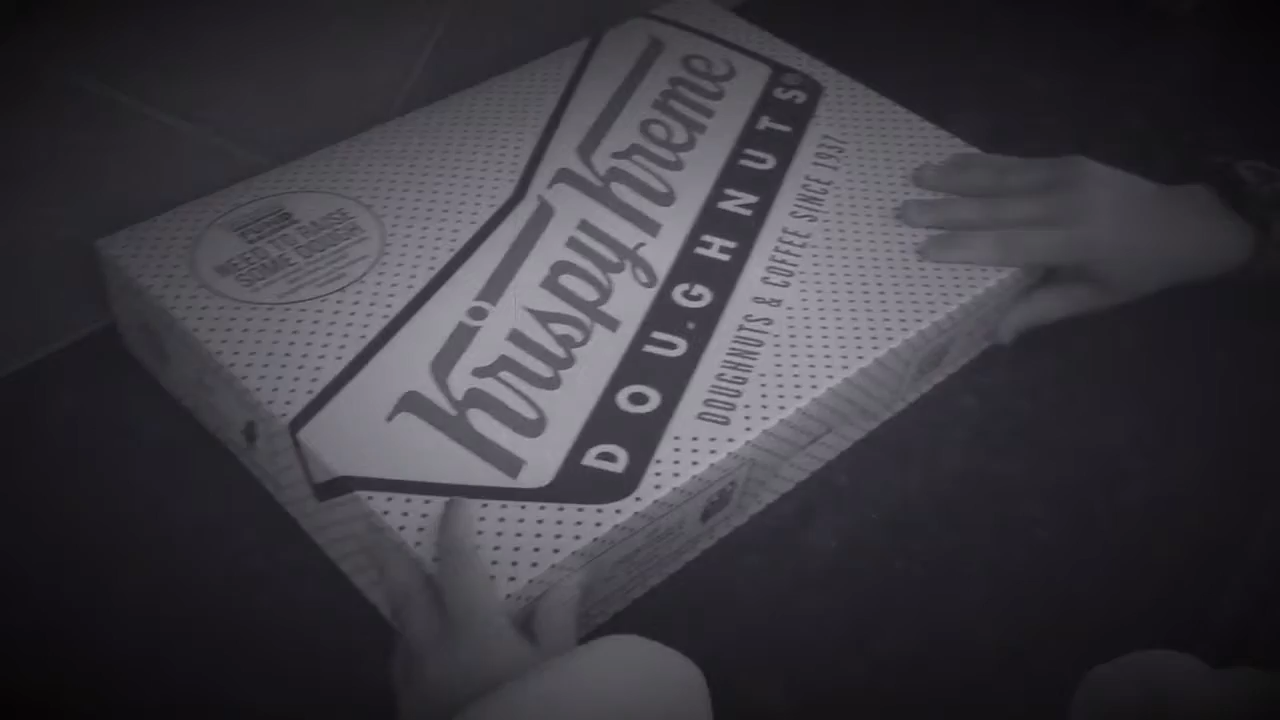 NEED TO RAISE
SOME DOUGH?
Krispy Kreme
DOUGHNUTS®
DOUGHNUTS & COFFEE SINCE 1937